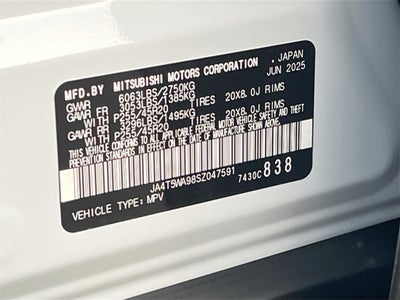 MFD.BY MITSUBISHI MOTORS CORPORATION , JAPAN
JUN 2025
GVWR 6063LBS/2750KG
GAWR FR 3053LBS/1385KG
P255/45R20 TIRES 20X8.0J RIMS
GAWR RR 3296LBS/1495KG
P255/45R20 TIRES 20X8.0J RIMS
THIS VEHICLE CONFORMS TO ALL APPLICABLE FEDERAL MOTOR VEHICLE SAFETY, BUMPER, AND THEFT
PREVENTION STANDARDS IN EFFECT ON THE DATE OF MANUFACTURE SHOWN ABOVE.
JA4T5WA98SZ047591
7430C 838
VEHICLE TYPE: MPV